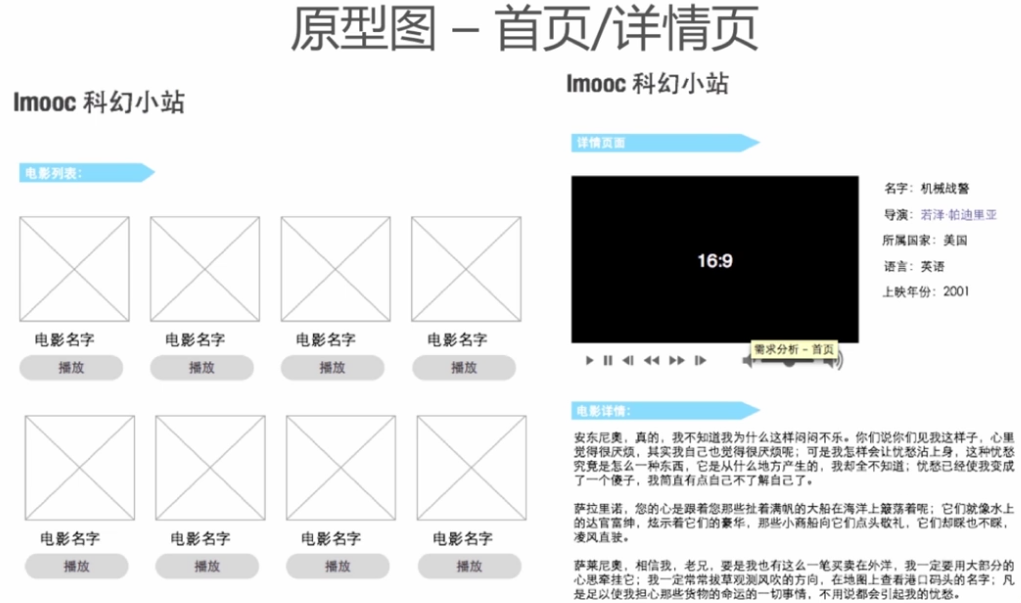 原型图 – 首页/详情页
Imooc 科幻小站
电影列表：
电影名字 电影名字 电影名字 电影名字
播放 播放 播放 播放
电影名字 电影名字 电影名字 电影名字
播放 播放 播放 播放
Imooc 科幻小站
详情页面
16:9
名字：机械战警
导演：若泽·帕迪里亚
所属国家：美国
语言：英语
上映年份：2001
需求分析 – 首页
电影详情：
安东尼奥，真的，我不知道我为什么这样闷闷不乐。你们说你们见我这样子，心里
觉得很厌烦，其实我自己也觉得很厌烦呢；可是我怎样会让忧愁沾上身，这种忧愁
究竟是怎么一种东西，它是从什么地方产生的，我却全不知道；忧愁已经使我变成
了一个傻子，我简直有点自己不了解自己了。
萨拉里诺，您的心是跟着您那些扯着满帆的大船在海洋上簸荡着呢；它们就像水上
的达官富绅，炫示着它们的豪华，那些小商船向它们点头敬礼，它们却睬也不睬，
凌风直驶。
萨莱尼奥，相信我，老兄，要是我也有这么一笔买卖在外洋，我一定要用大部分的
心思牵挂它；我一定常常拔草观测风吹的方向，在地图上查看港口码头的名字；凡
是足以使我担心那些货物的命运的一切事情，不用说都会引起我的忧愁。